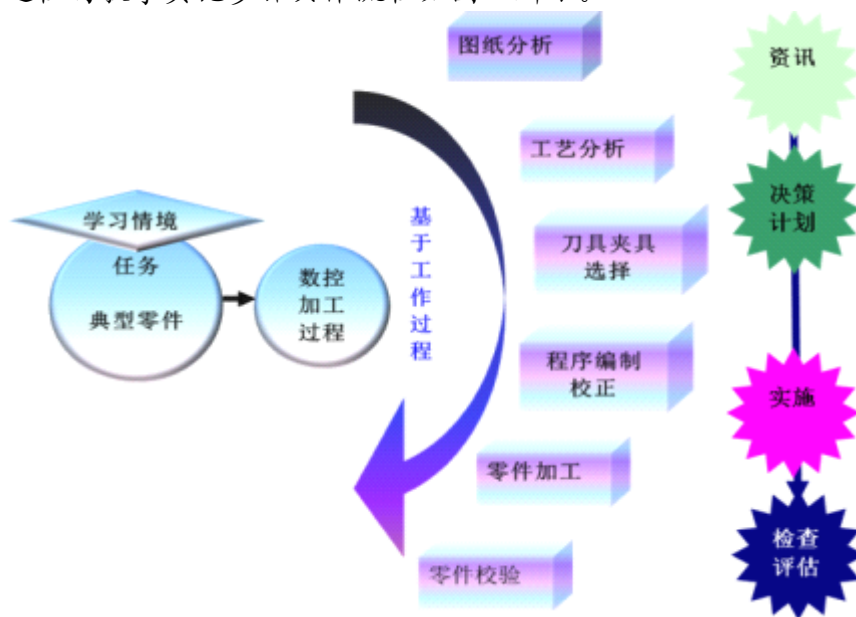 图纸分析
资讯
工艺分析
决策
计划
学习情境
任务
典型零件
数控
加工
过程
基于工作过程
刀具夹具
选择
程序编制
校正
实施
零件加工
检查
评估
零件校验